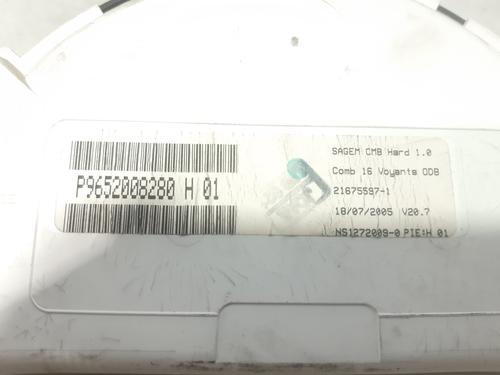 P9652008280 H 01
SAGEM CMB Hard 1.0
Comb 16 Voyants ODB
21675597-1
18/07/2005 V20.7
NS1272009-0 PIE:H 01